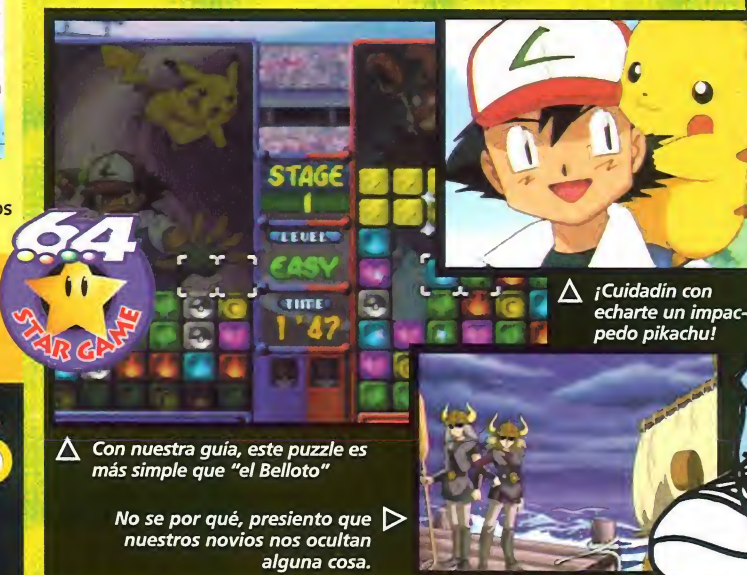 os
64
STAR GAME
STAGE
1
LEVEL
EASY
TIME
1'47
¡Cuidadín con
echarte un impac-
pedo pikachu!
Con nuestra guía, este puzzle es
más simple que "el Belloto"
No se por qué, presiento que
nuestros novios nos ocultan
alguna cosa.